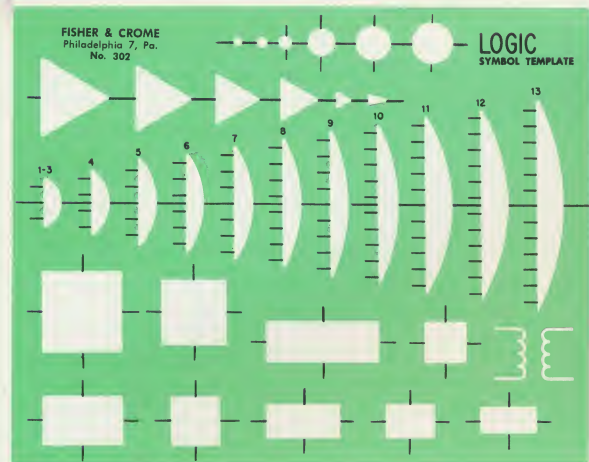 FISHER & CROME
Philadelphia 7, Pa.
No. 302
LOGIC
SYMBOL TEMPLATE
1-3
4
5
6
7
8
9
10
11
12
13